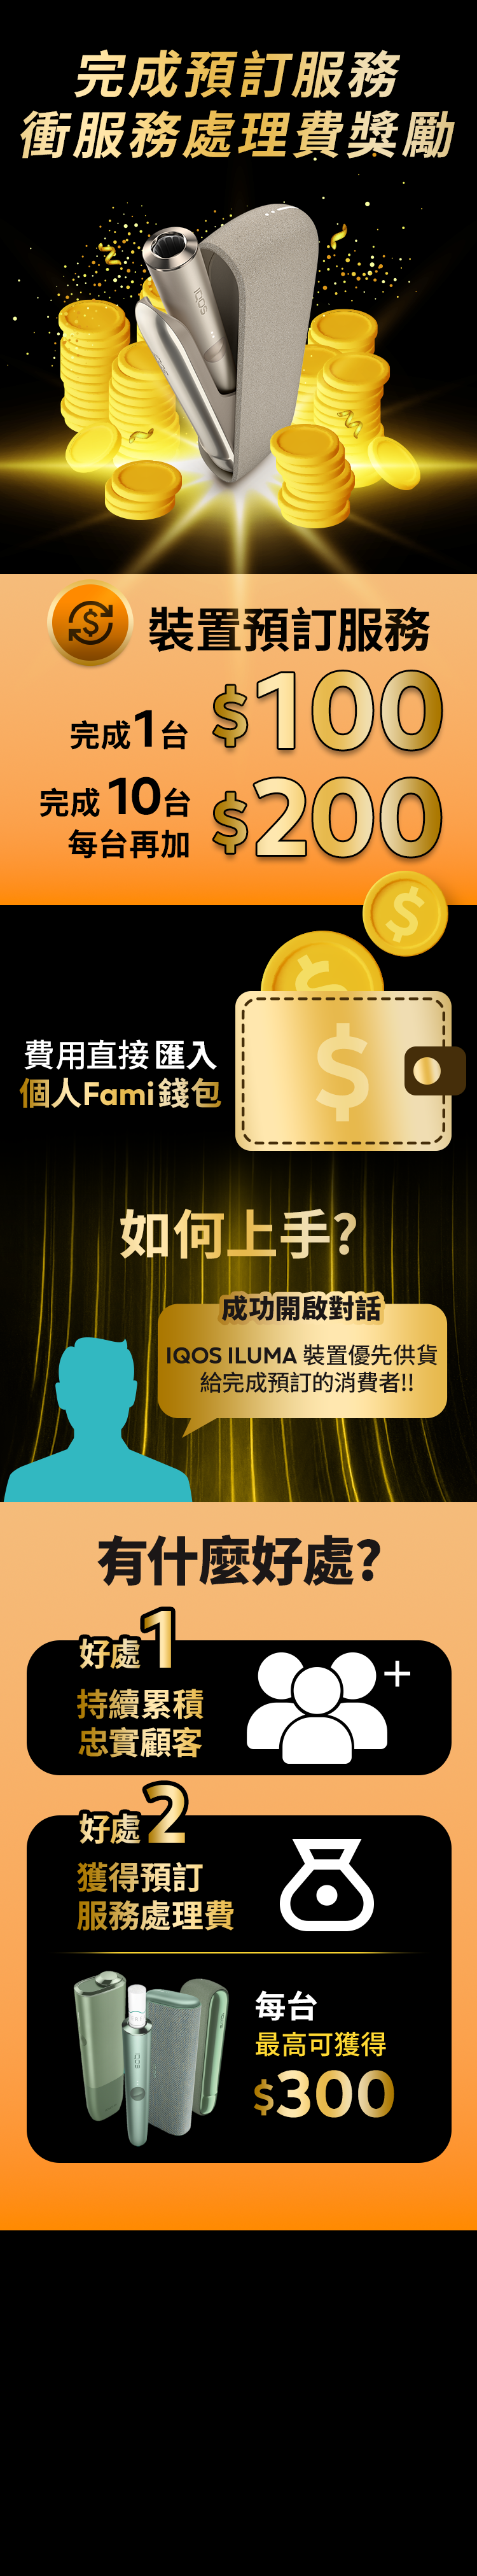 完成預訂服務
衝服務處理費獎勵
IQOS
裝置預訂服務
完成1台 $100
完成10台
每台再加 $200
費用直接匯入
個人Fami錢包
如何上手?
成功開啟對話
IQOS ILUMA 裝置優先供貨
給完成預訂的消費者!!
有什麼好處?
好處1
持續累積
忠實顧客
好處2
獲得預訂
服務處理費
IQOS
每台
最高可獲得
$300